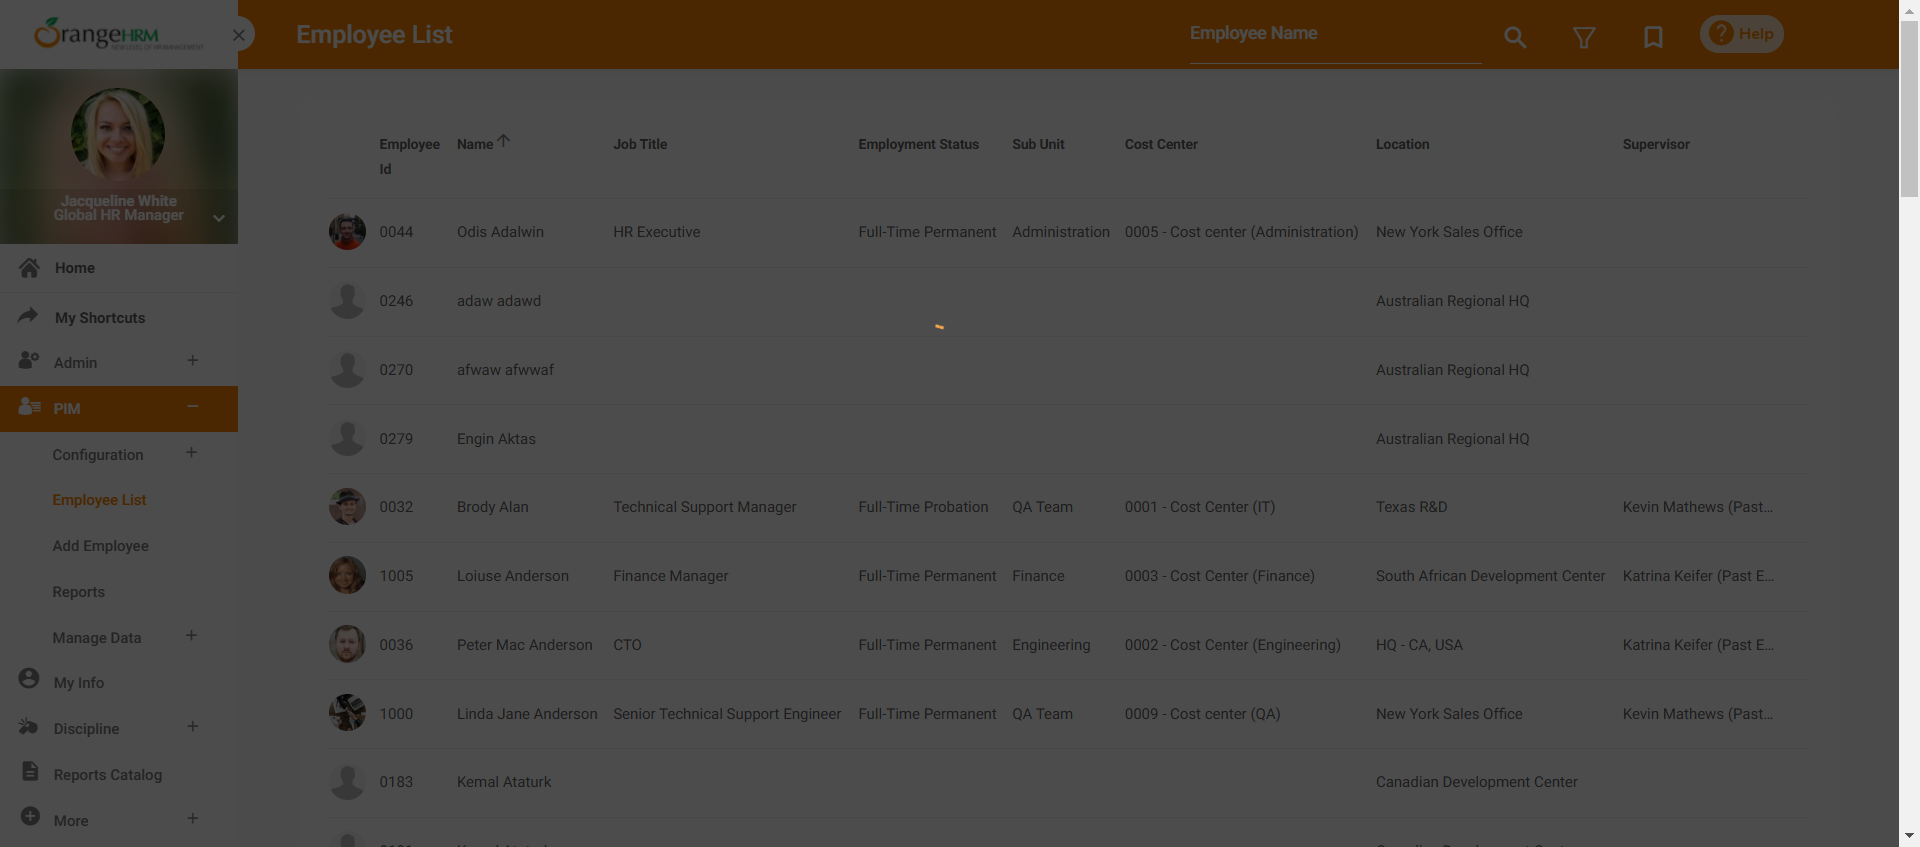 OrangeHRM
NEW LEVEL OF HR MANAGEMENT
Employee List
Employee Name
Help
Jacqueline White
Global HR Manager
Home
My Shortcuts
Admin
PIM
Configuration
Employee List
Add Employee
Reports
Manage Data
My Info
Discipline
Reports Catalog
More
Employee Id Name Job Title Employment Status Sub Unit Cost Center Location Supervisor
0044 Odis Adalwin HR Executive Full-Time Permanent Administration 0005 - Cost center (Administration) New York Sales Office
0246 adaw adawd Australian Regional HQ
0270 afwaw afwwaf Australian Regional HQ
0279 Engin Aktas Australian Regional HQ
0032 Brody Alan Technical Support Manager Full-Time Probation QA Team 0001 - Cost Center (IT) Texas R&D Kevin Mathews (Past...
1005 Loiuse Anderson Finance Manager Full-Time Permanent Finance 0003 - Cost Center (Finance) South African Development Center Katrina Keifer (Past E...
0036 Peter Mac Anderson CTO Full-Time Permanent Engineering 0002 - Cost Center (Engineering) HQ - CA, USA Katrina Keifer (Past E...
1000 Linda Jane Anderson Senior Technical Support Engineer Full-Time Permanent QA Team 0009 - Cost center (QA) New York Sales Office Kevin Mathews (Past...
0183 Kemal Ataturk Canadian Development Center